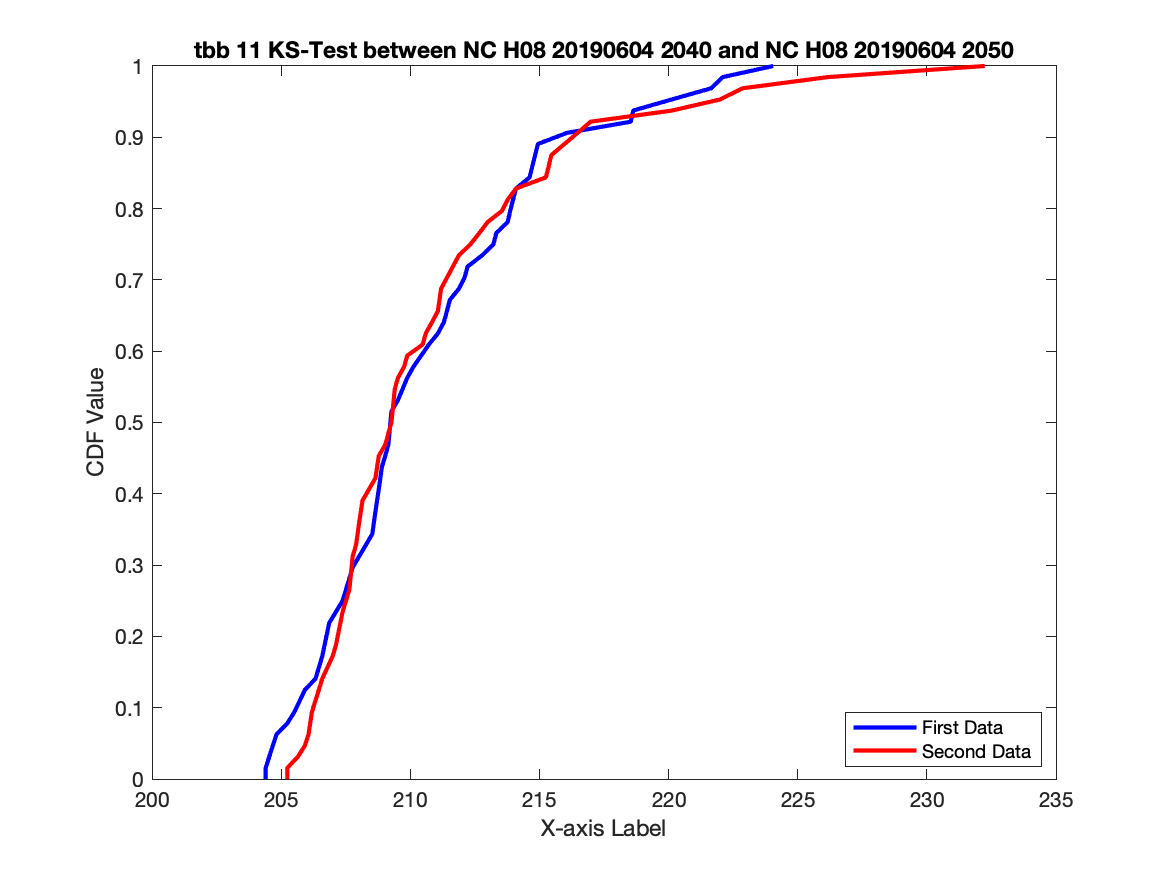 tbb 11 KS-Test between NC H08 20190604 2040 and NC H08 20190604 2050
1
0.9
0.8
0.7
0.6
0.5
0.4
0.3
0.2
0.1
0
CDF Value
200 205 210 215 220 225 230 235
X-axis Label
First Data
Second Data